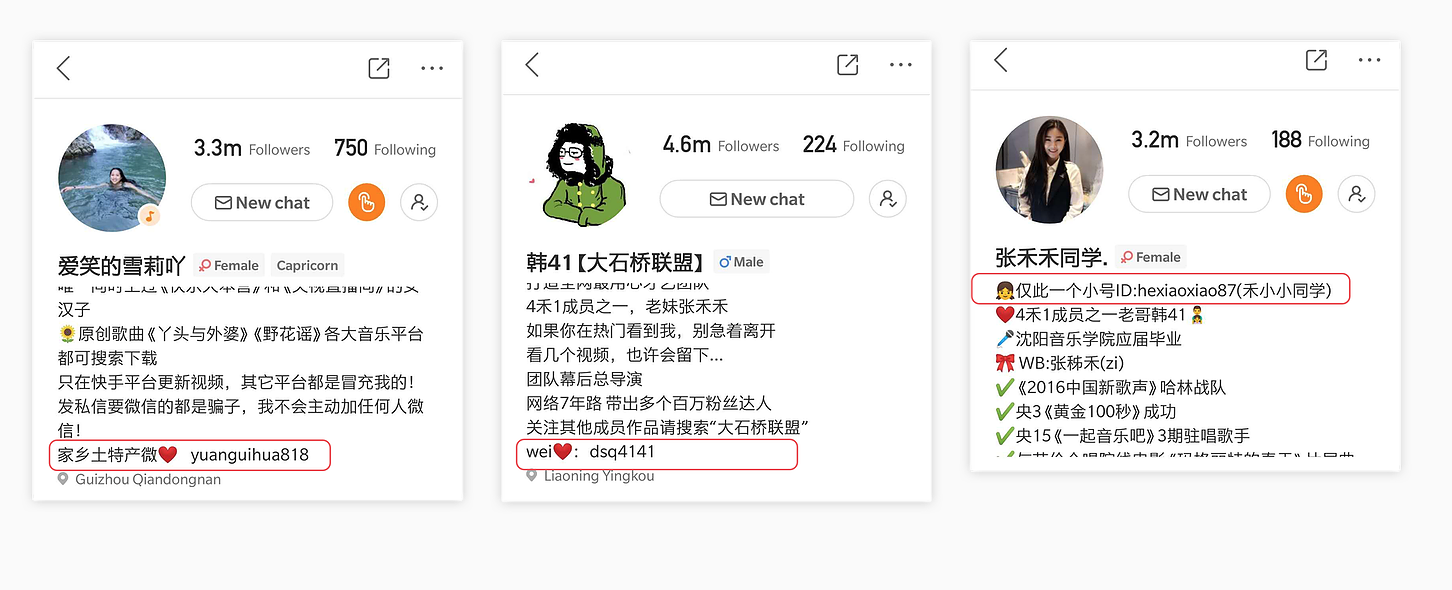 3.3m Followers 750 Following
New chat
爱笑的雪莉吖 Female Capricorn
汉子
🌻原创歌曲《丫头与外婆》《野花谣》各大音乐平台
都可搜索下载
只在快手平台更新视频，其它平台都是冒充我的！
发私信要微信的都是骗子，我不会主动加任何人微
信！
家乡土特产微❤️ yuanguihua818
Guizhou Qiandongnan
4.6m Followers 224 Following
New chat
韩41【大石桥联盟】 Male
打造全网最用心才艺团队
4禾1成员之一，老妹张禾禾
如果你在热门看到我，别急着离开
看几个视频，也许会留下...
团队幕后总导演
网络7年路 带出多个百万粉丝达人
关注其他成员作品请搜索“大石桥联盟”
wei❤️：dsq4141
Liaoning Yingkou
3.2m Followers 188 Following
New chat
张禾禾同学. Female
👧仅此一个小号ID:hexiaoxiao87(禾小小同学)
❤️4禾1成员之一老哥韩41👨‍🎓
🎤沈阳音乐学院应届毕业
🎀WB:张秭禾(zi)
✅《2016中国新歌声》哈林战队
✅央3《黄金100秒》成功
✅央15《一起音乐吧》3期驻唱歌手